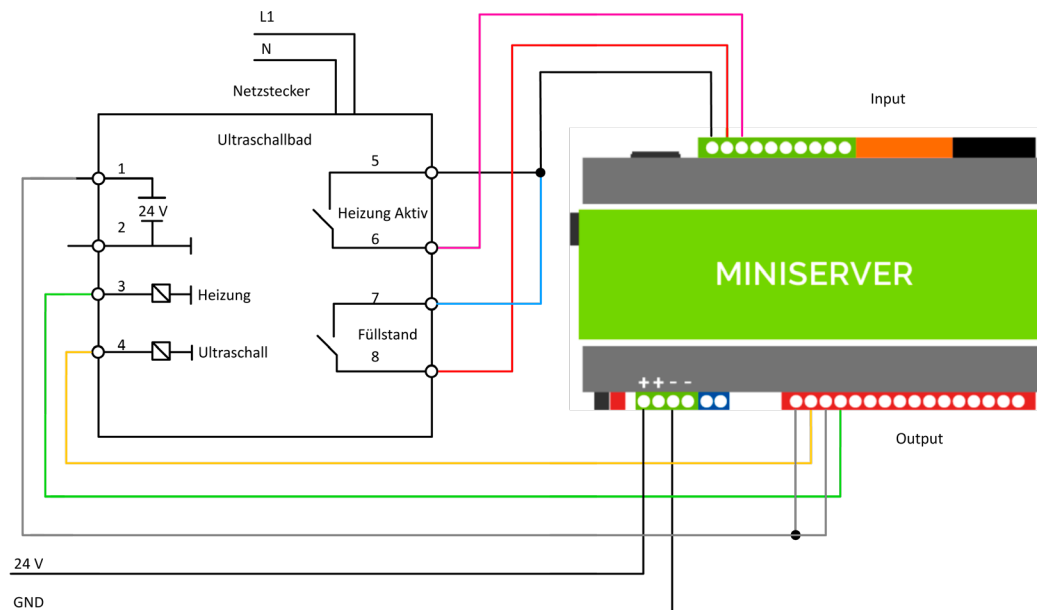 L1
N
Netzstecker
Input
Ultraschallbad
1
5
24 V
Heizung Aktiv
2
6
MINISERVER
3
Heizung
7
Füllstand
4
Ultraschall
8
++--
Output
24 V
GND